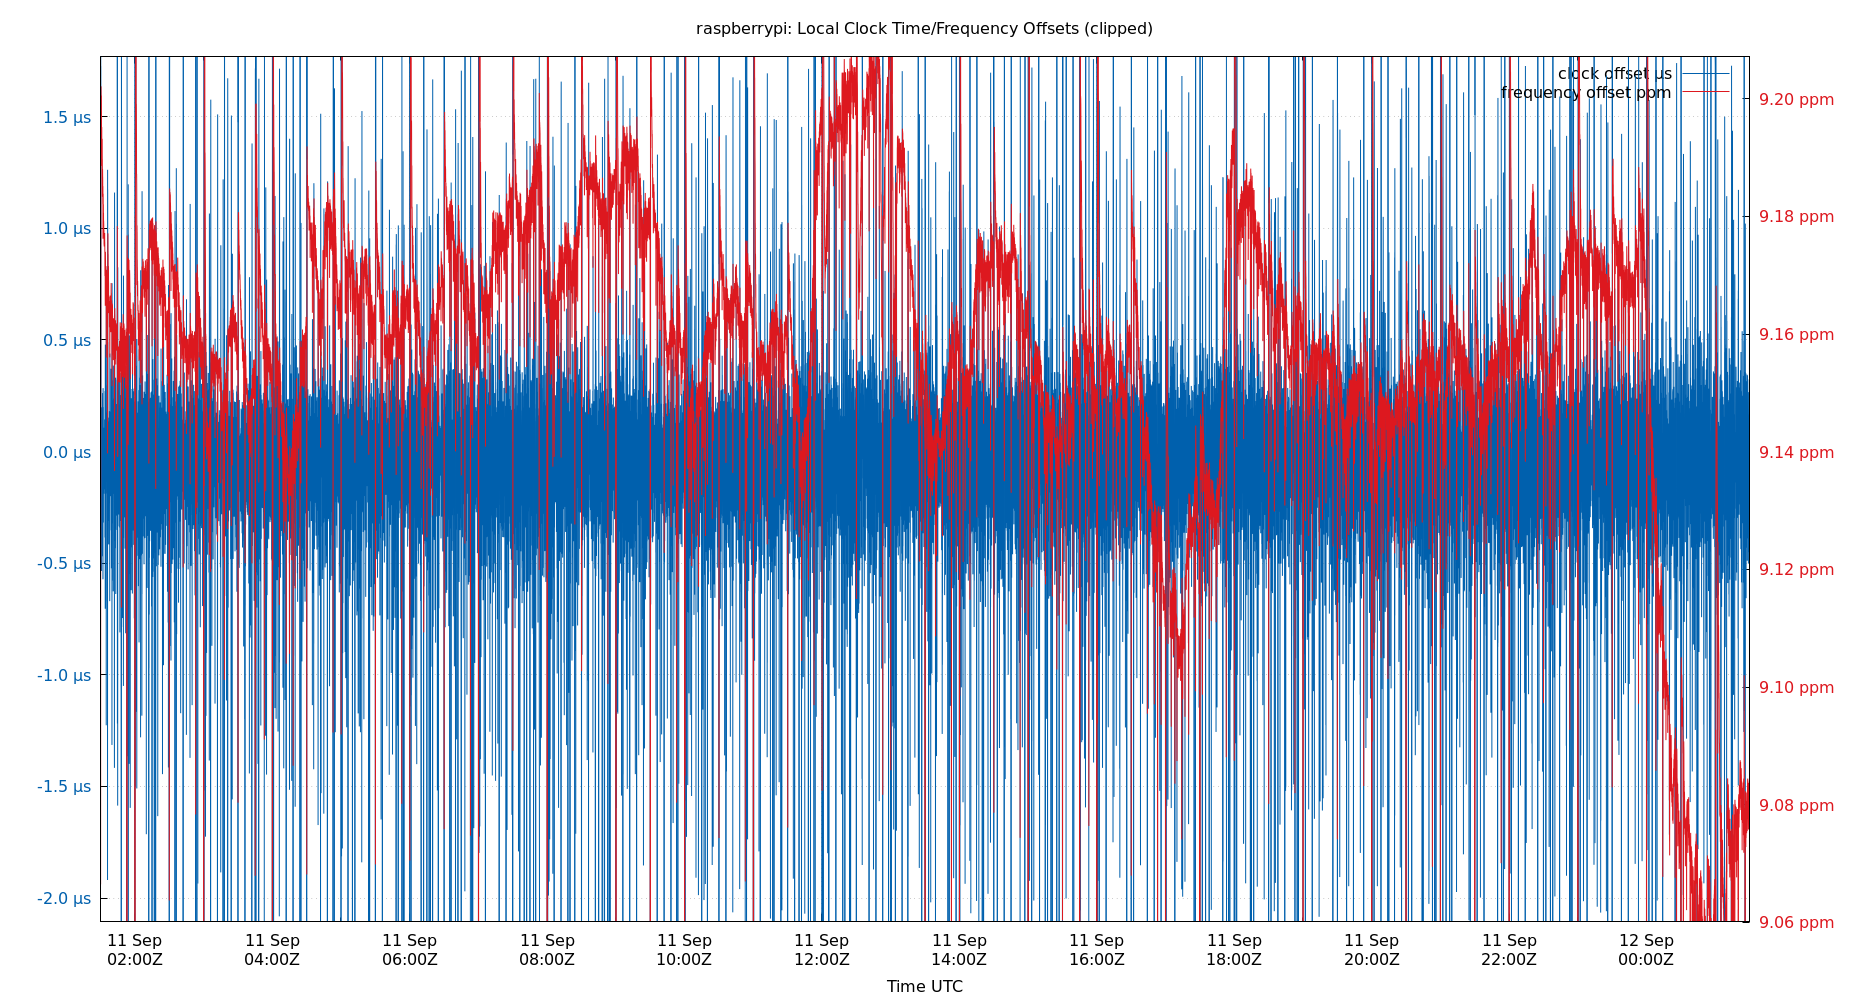 raspberrypi: Local Clock Time/Frequency Offsets (clipped)
clock offset µs
frequency offset ppm
1.5 µs
1.0 µs
0.5 µs
0.0 µs
-0.5 µs
-1.0 µs
-1.5 µs
-2.0 µs
9.20 ppm
9.18 ppm
9.16 ppm
9.14 ppm
9.12 ppm
9.10 ppm
9.08 ppm
9.06 ppm
11 Sep 11 Sep 11 Sep 11 Sep 11 Sep 11 Sep 11 Sep 11 Sep 11 Sep 11 Sep 11 Sep 12 Sep
02:00Z 04:00Z 06:00Z 08:00Z 10:00Z 12:00Z 14:00Z 16:00Z 18:00Z 20:00Z 22:00Z 00:00Z
Time UTC